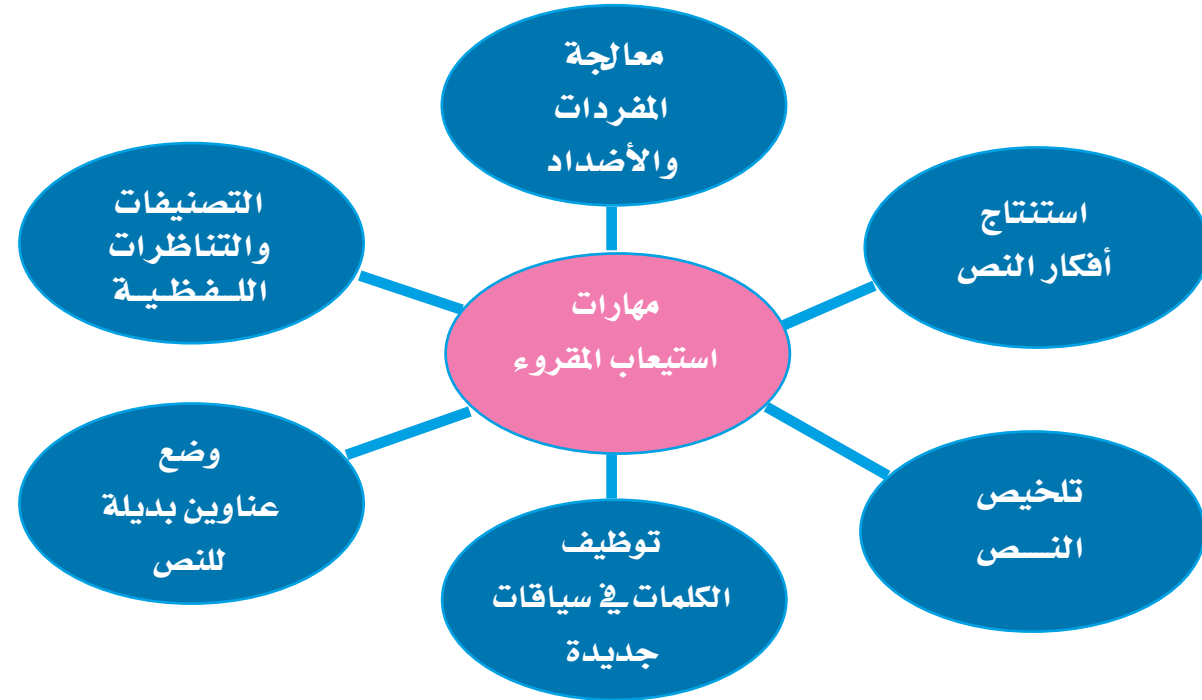 معالجة
المفردات
والأضداد
استنتاج
أفكار النص
التصنيفات
والتناظرات
اللـفـظـيـة
مهارات
استيعاب المقروء
تلخيص
النـــص
توظيف
الكلمات في سياقات
جديدة
وضع
عناوين بديلة
للنص